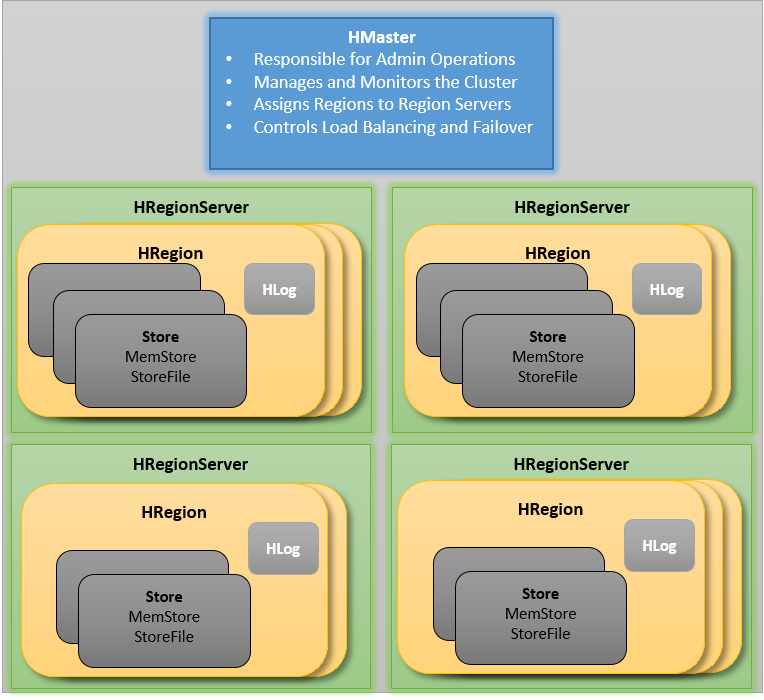 HMaster
• Responsible for Admin Operations
• Manages and Monitors the Cluster
• Assigns Regions to Region Servers
• Controls Load Balancing and Failover
HRegionServer
HRegion
HLog
Store
MemStore
StoreFile
HRegionServer
HRegion
HLog
Store
MemStore
StoreFile
HRegionServer
HRegion
HLog
Store
MemStore
StoreFile
HRegionServer
HRegion
HLog
Store
MemStore
StoreFile